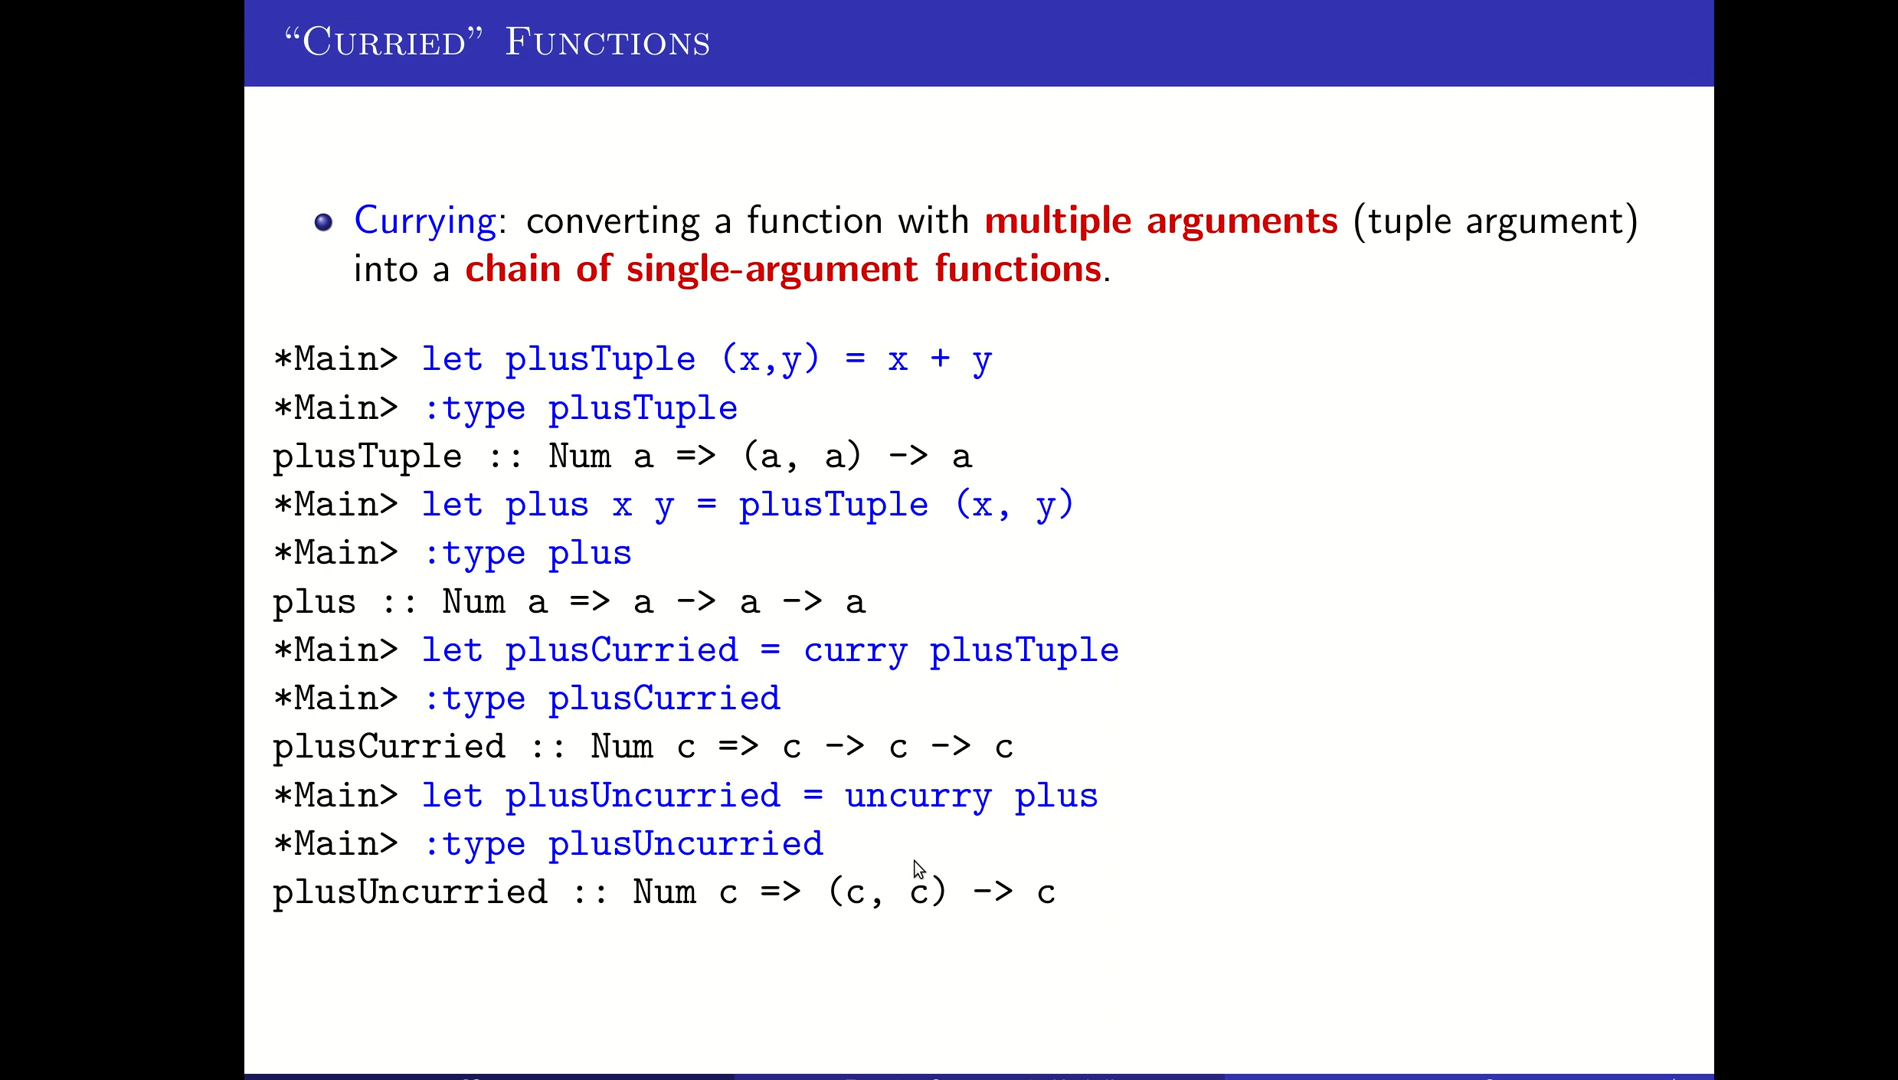 “Curried” Functions
Currying: converting a function with multiple arguments (tuple argument)
into a chain of single-argument functions.
*Main> let plusTuple (x,y) = x + y
*Main> :type plusTuple
plusTuple :: Num a => (a, a) -> a
*Main> let plus x y = plusTuple (x, y)
*Main> :type plus
plus :: Num a => a -> a -> a
*Main> let plusCurried = curry plusTuple
*Main> :type plusCurried
plusCurried :: Num c => c -> c -> c
*Main> let plusUncurried = uncurry plus
*Main> :type plusUncurried
plusUncurried :: Num c => (c, c) -> c